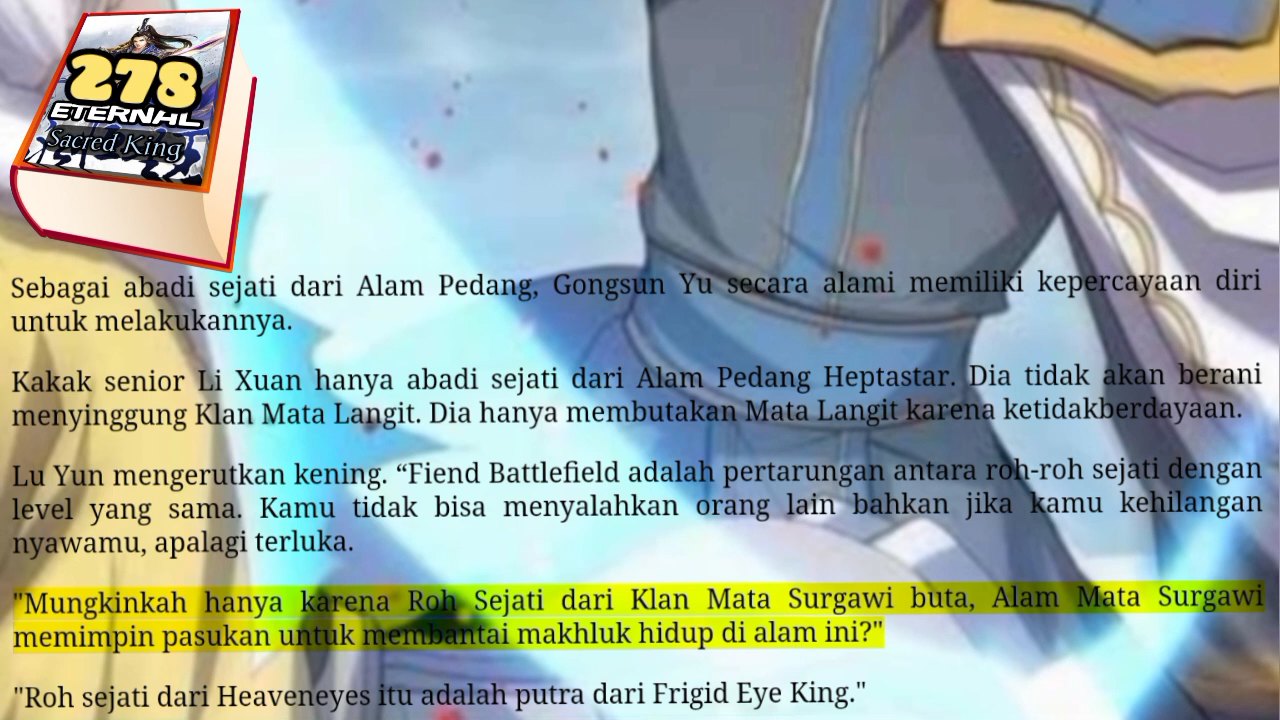 278
ETERNAL
Sacred King
Sebagai abadi sejati dari Alam Pedang, Gongsun Yu secara alami memiliki kepercayaan diri
untuk melakukannya.
Kakak senior Li Xuan hanya abadi sejati dari Alam Pedang Heptastar. Dia tidak akan berani
menyinggung Klan Mata Langit. Dia hanya membutakan Mata Langit karena ketidakberdayaan.
Lu Yun mengerutkan kening. “Fiend Battlefield adalah pertarungan antara roh-roh sejati dengan
level yang sama. Kamu tidak bisa menyalahkan orang lain bahkan jika kamu kehilangan
nyawamu, apalagi terluka.
"Mungkinkah hanya karena Roh Sejati dari Klan Mata Surgawi buta, Alam Mata Surgawi
memimpin pasukan untuk membantai makhluk hidup di alam ini?"
"Roh sejati dari Heaveneyes itu adalah putra dari Frigid Eye King."